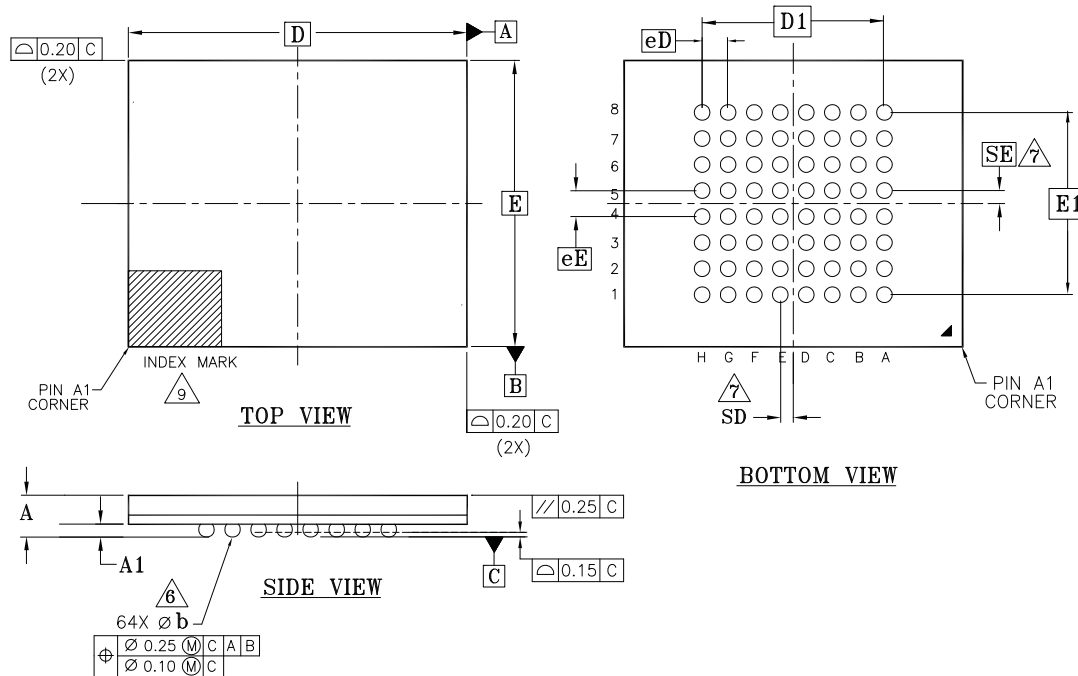 D
A
⌓ 0.20 C
(2X)
E
INDEX MARK
9
PIN A1
CORNER
B
TOP VIEW
⌓ 0.20 C
(2X)
D1
eD
8
7
6
5
4
3
2
1
SE 7
E1
eE
H G F E D C B A
7
SD
PIN A1
CORNER
BOTTOM VIEW
A
A1
// 0.25 C
C
⌓ 0.15 C
SIDE VIEW
6
64X Ø b
⌖ Ø 0.25 Ⓜ C A B
Ø 0.10 Ⓜ C